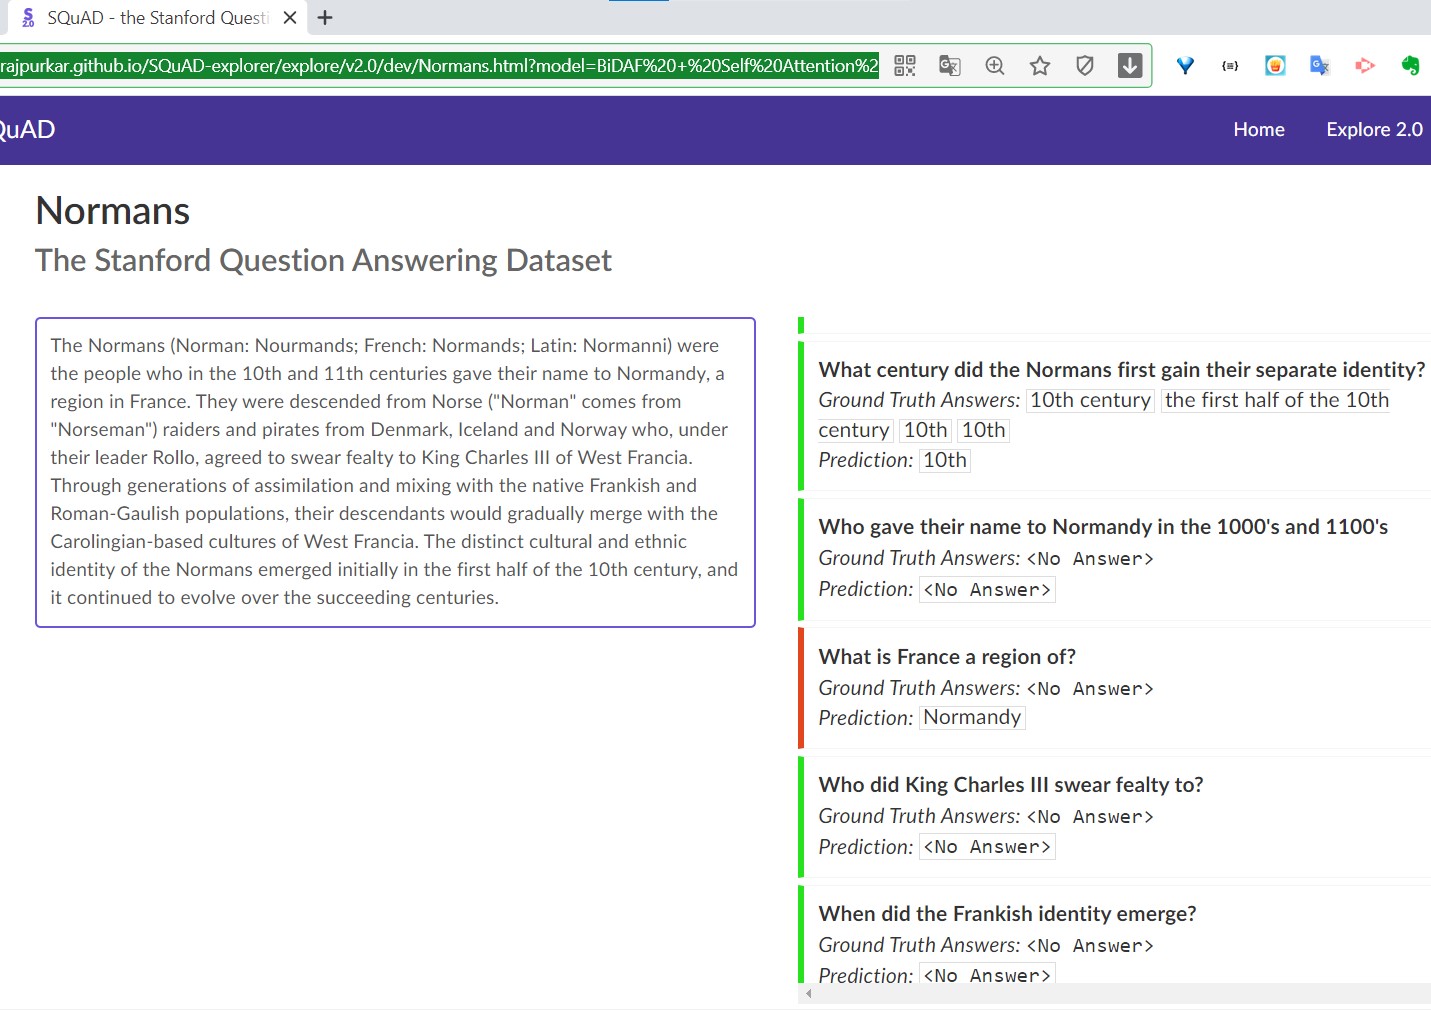 SQuAD - the Stanford Questi
rajpurkar.github.io/SQuAD-explorer/explore/v2.0/dev/Normans.html?model=BiDAF%20+%20Self%20Attention%2
QuAD
Home
Explore 2.0
Normans
The Stanford Question Answering Dataset
The Normans (Norman: Nourmands; French: Normands; Latin: Normanni) were
the people who in the 10th and 11th centuries gave their name to Normandy, a
region in France. They were descended from Norse ("Norman" comes from
"Norseman") raiders and pirates from Denmark, Iceland and Norway who, under
their leader Rollo, agreed to swear fealty to King Charles III of West Francia.
Through generations of assimilation and mixing with the native Frankish and
Roman-Gaulish populations, their descendants would gradually merge with the
Carolingian-based cultures of West Francia. The distinct cultural and ethnic
identity of the Normans emerged initially in the first half of the 10th century, and
it continued to evolve over the succeeding centuries.
What century did the Normans first gain their separate identity?
Ground Truth Answers: 10th century the first half of the 10th
century 10th 10th
Prediction: 10th
Who gave their name to Normandy in the 1000's and 1100's
Ground Truth Answers: <No Answer>
Prediction: <No Answer>
What is France a region of?
Ground Truth Answers: <No Answer>
Prediction: Normandy
Who did King Charles III swear fealty to?
Ground Truth Answers: <No Answer>
Prediction: <No Answer>
When did the Frankish identity emerge?
Ground Truth Answers: <No Answer>
Prediction: <No Answer>